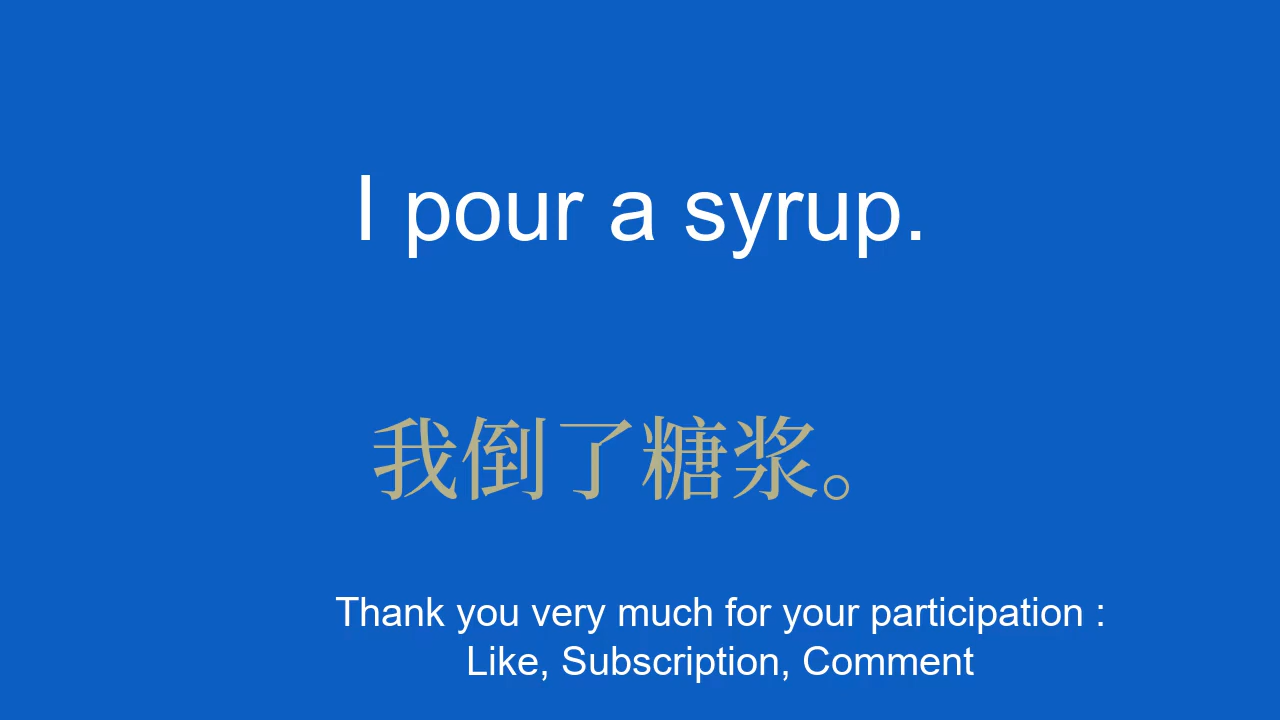 I pour a syrup.
我倒了糖浆。
Thank you very much for your participation :
Like, Subscription, Comment